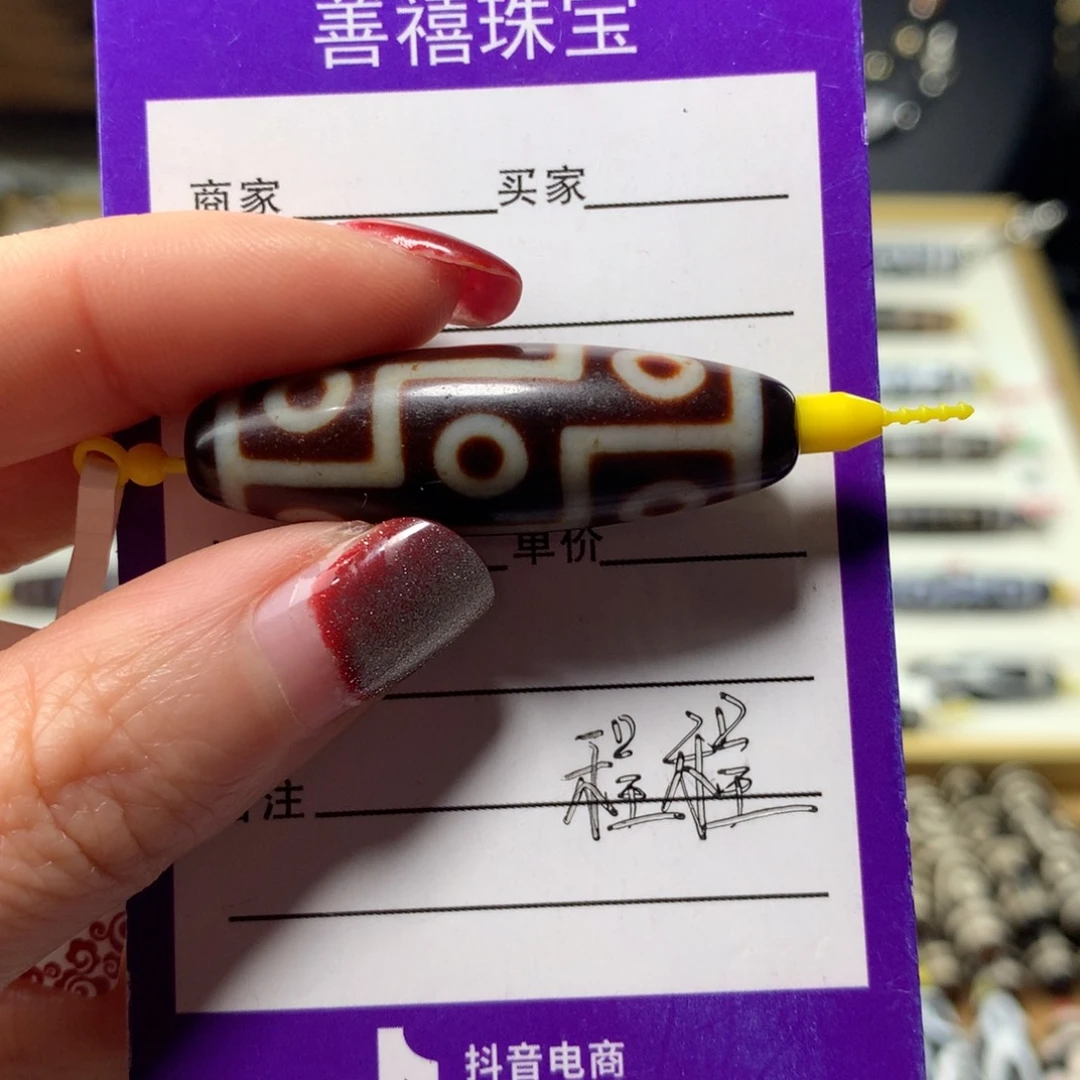 善禧珠宝
商家 买家
单价
注 程程
抖音电商